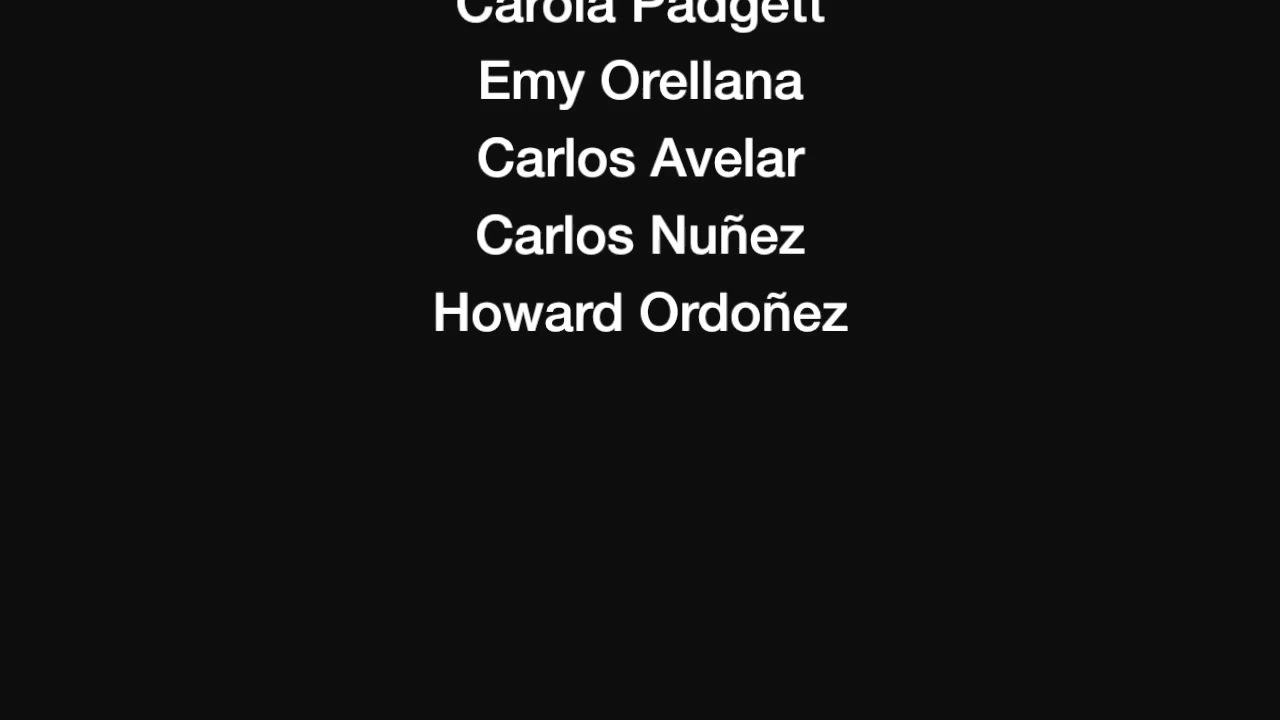 Carola Padgett
Emy Orellana
Carlos Avelar
Carlos Nuñez
Howard Ordoñez